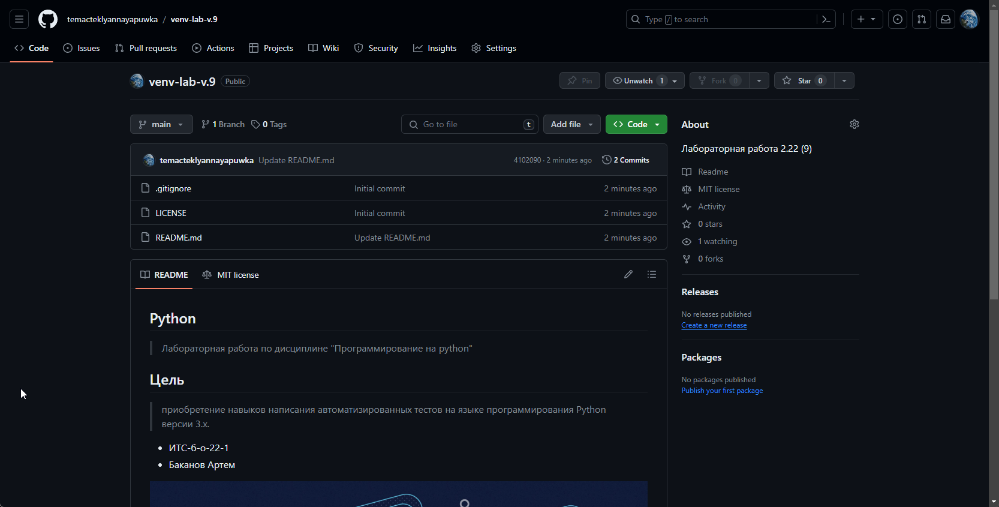 temacteklyannayapuwka / venv-lab-v.9
Type / to search
Code Issues Pull requests Actions Projects Wiki Security Insights Settings
venv-lab-v.9 Public
Pin Unwatch 1 Fork 0 Star 0
main 1 Branch 0 Tags
Go to file t Add file Code
temacteklyannayapuwka Update README.md 4102090 · 2 minutes ago 2 Commits
.gitignore Initial commit 2 minutes ago
LICENSE Initial commit 2 minutes ago
README.md Update README.md 2 minutes ago
README MIT license
Python
Лабораторная работа по дисциплине "Программирование на python"
Цель
приобретение навыков написания автоматизированных тестов на языке программирования Python
версии 3.x.
ИТС-б-о-22-1
Баканов Артем
About
Лабораторная работа 2.22 (9)
Readme
MIT license
Activity
0 stars
1 watching
0 forks
Releases
No releases published
Create a new release
Packages
No packages published
Publish your first package